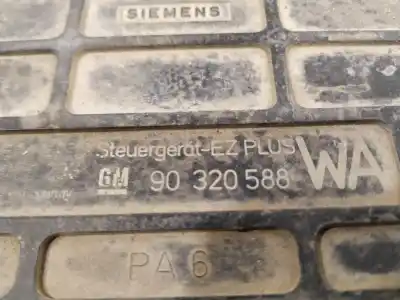 SIEMENS
Steuergerät-EZ PLUS
WA
GM 90 320 588
PA 6